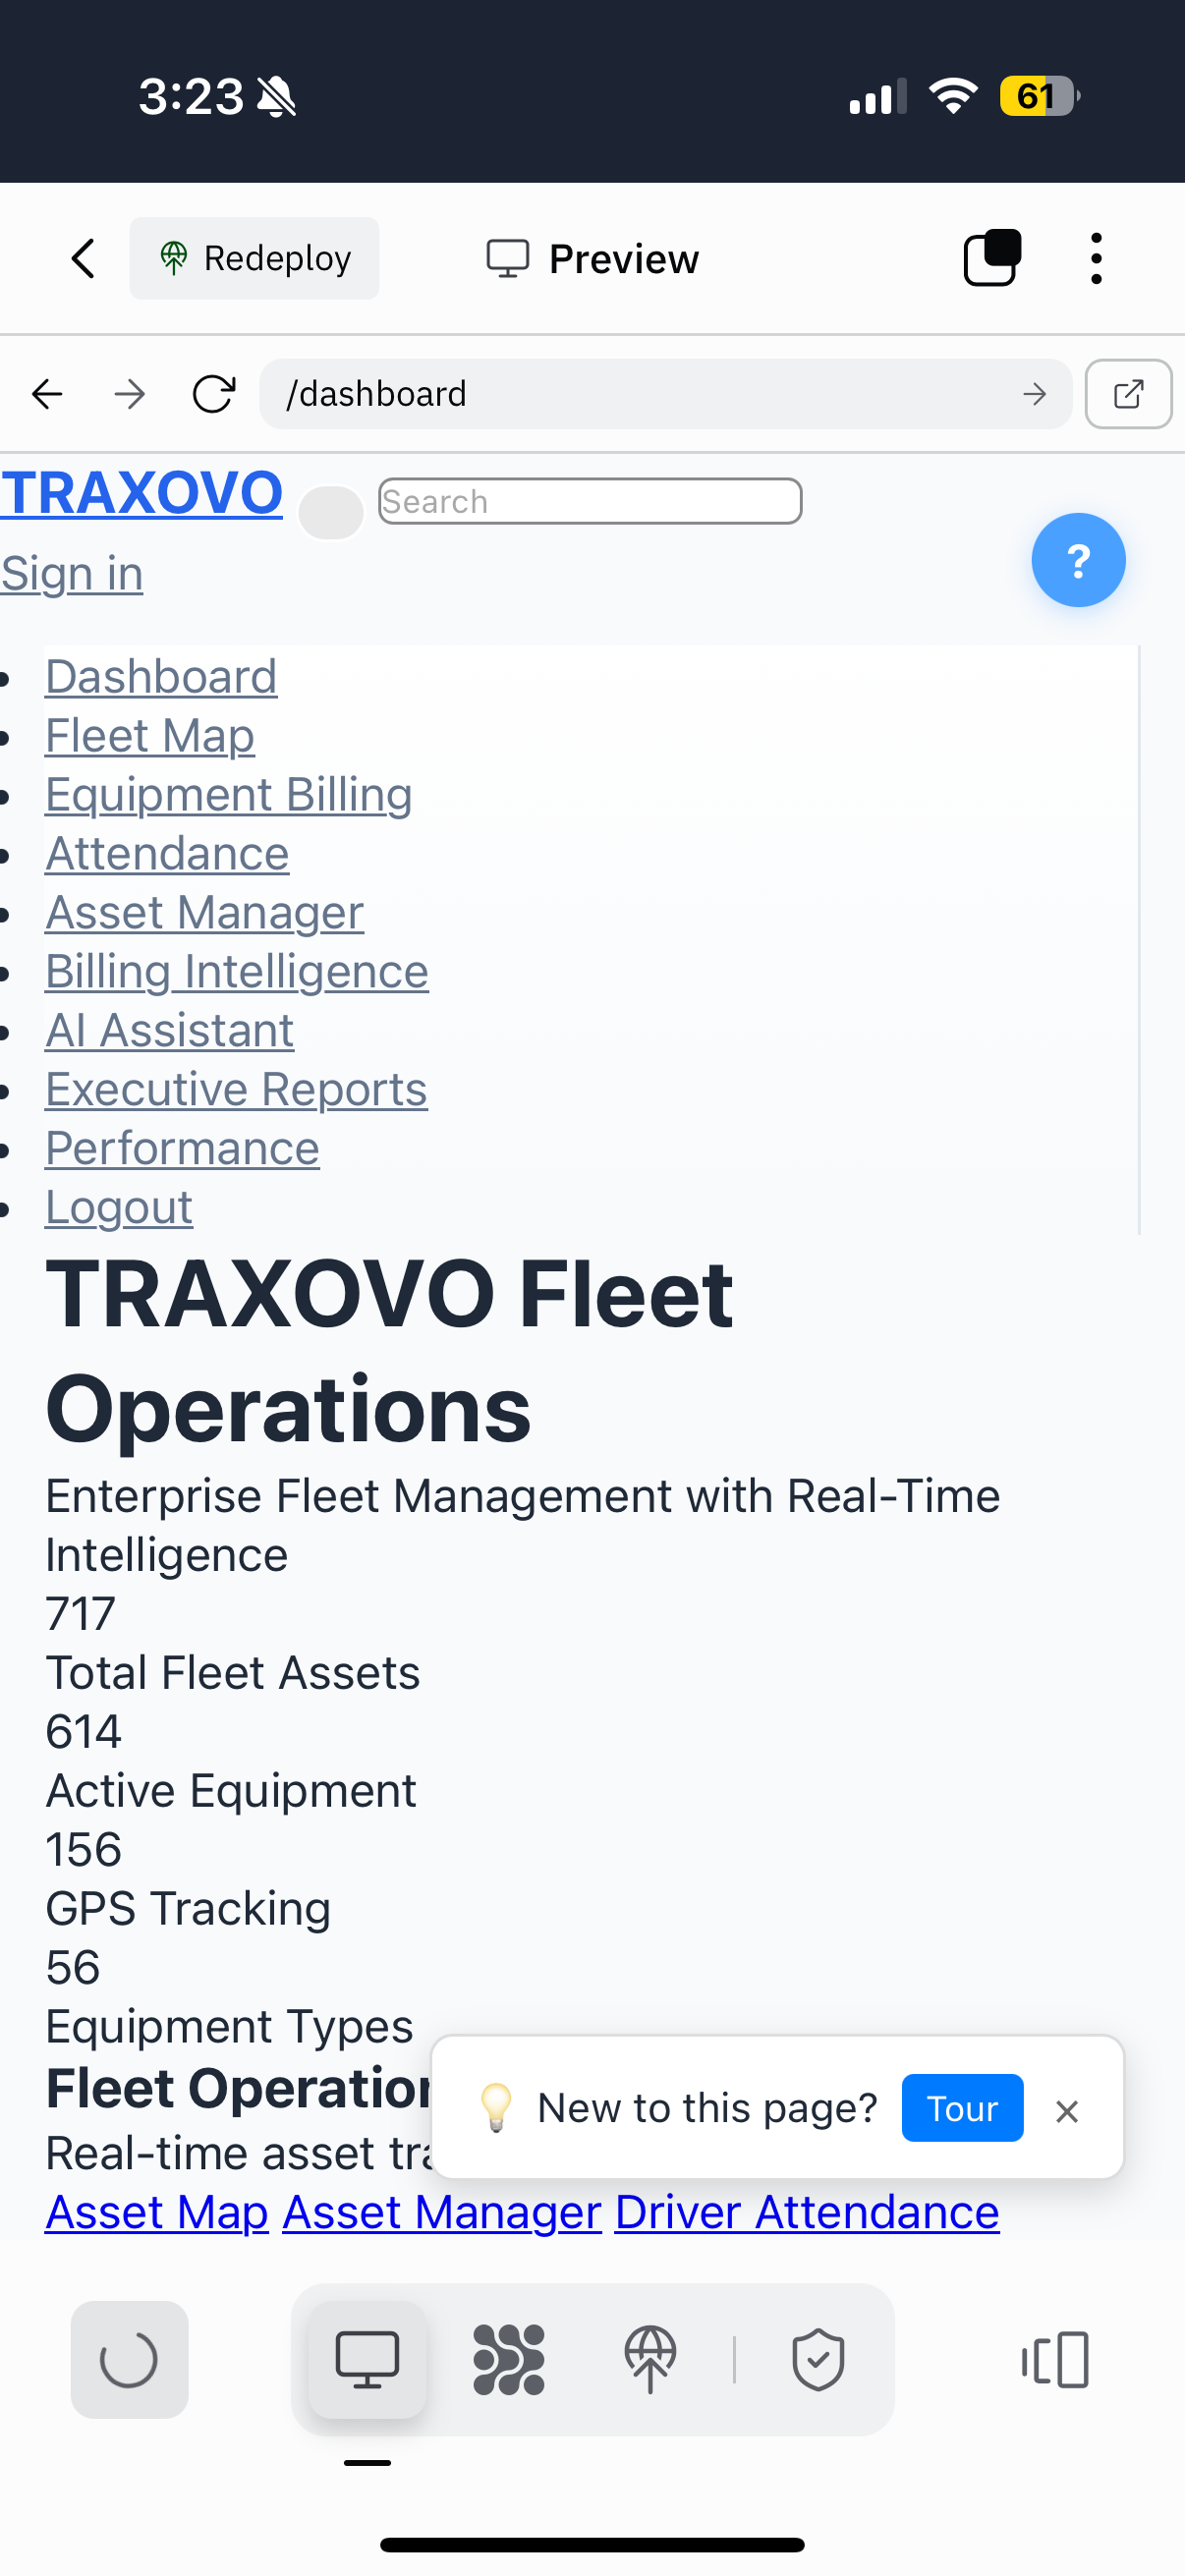 3:23
61
Redeploy
Preview
/dashboard
TRAXOVO
Search
Sign in
?
Dashboard
Fleet Map
Equipment Billing
Attendance
Asset Manager
Billing Intelligence
AI Assistant
Executive Reports
Performance
Logout
TRAXOVO Fleet
Operations
Enterprise Fleet Management with Real-Time
Intelligence
717
Total Fleet Assets
614
Active Equipment
156
GPS Tracking
56
Equipment Types
Fleet Operation
💡 New to this page? Tour ×
Real-time asset tra
Asset Map Asset Manager Driver Attendance